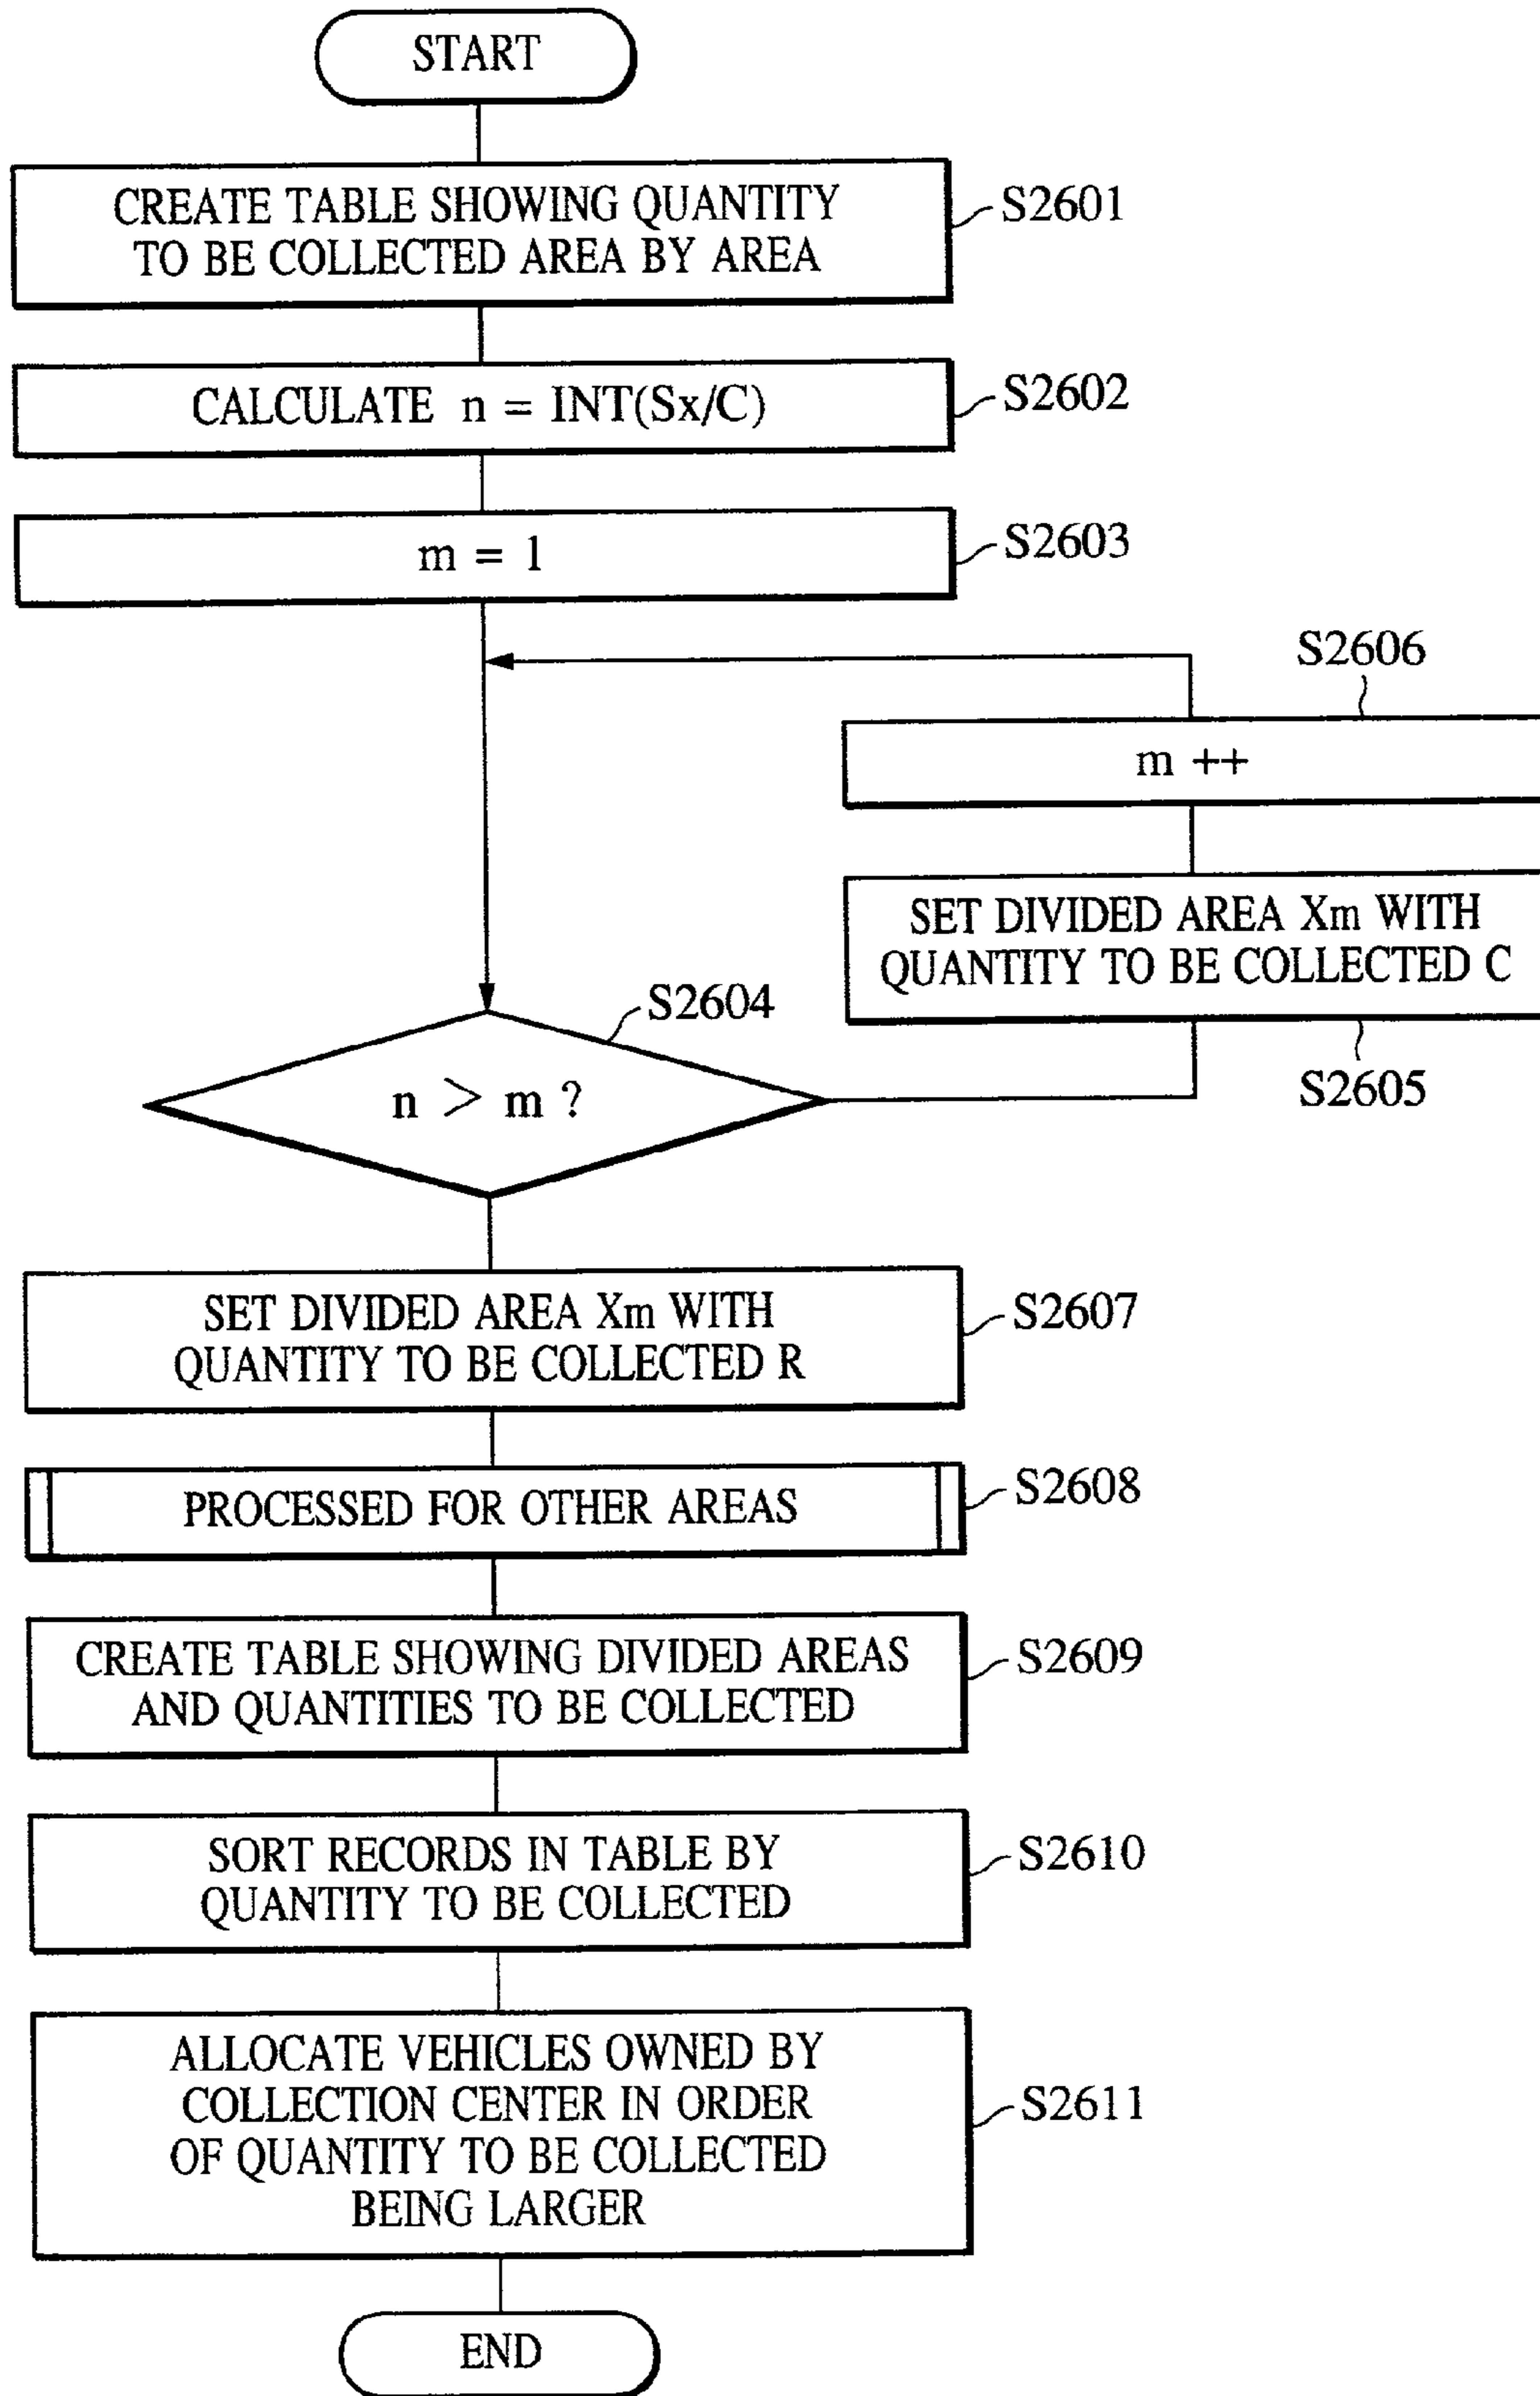 START
CREATE TABLE SHOWING QUANTITY
TO BE COLLECTED AREA BY AREA
S2601
CALCULATE n = INT(Sx/C)
S2602
m = 1
S2603
S2606
m ++
SET DIVIDED AREA Xm WITH
QUANTITY TO BE COLLECTED C
S2605
S2604
n > m ?
SET DIVIDED AREA Xm WITH
QUANTITY TO BE COLLECTED R
S2607
PROCESSED FOR OTHER AREAS
S2608
CREATE TABLE SHOWING DIVIDED AREAS
AND QUANTITIES TO BE COLLECTED
S2609
SORT RECORDS IN TABLE BY
QUANTITY TO BE COLLECTED
S2610
ALLOCATE VEHICLES OWNED BY
COLLECTION CENTER IN ORDER
OF QUANTITY TO BE COLLECTED
BEING LARGER
S2611
END